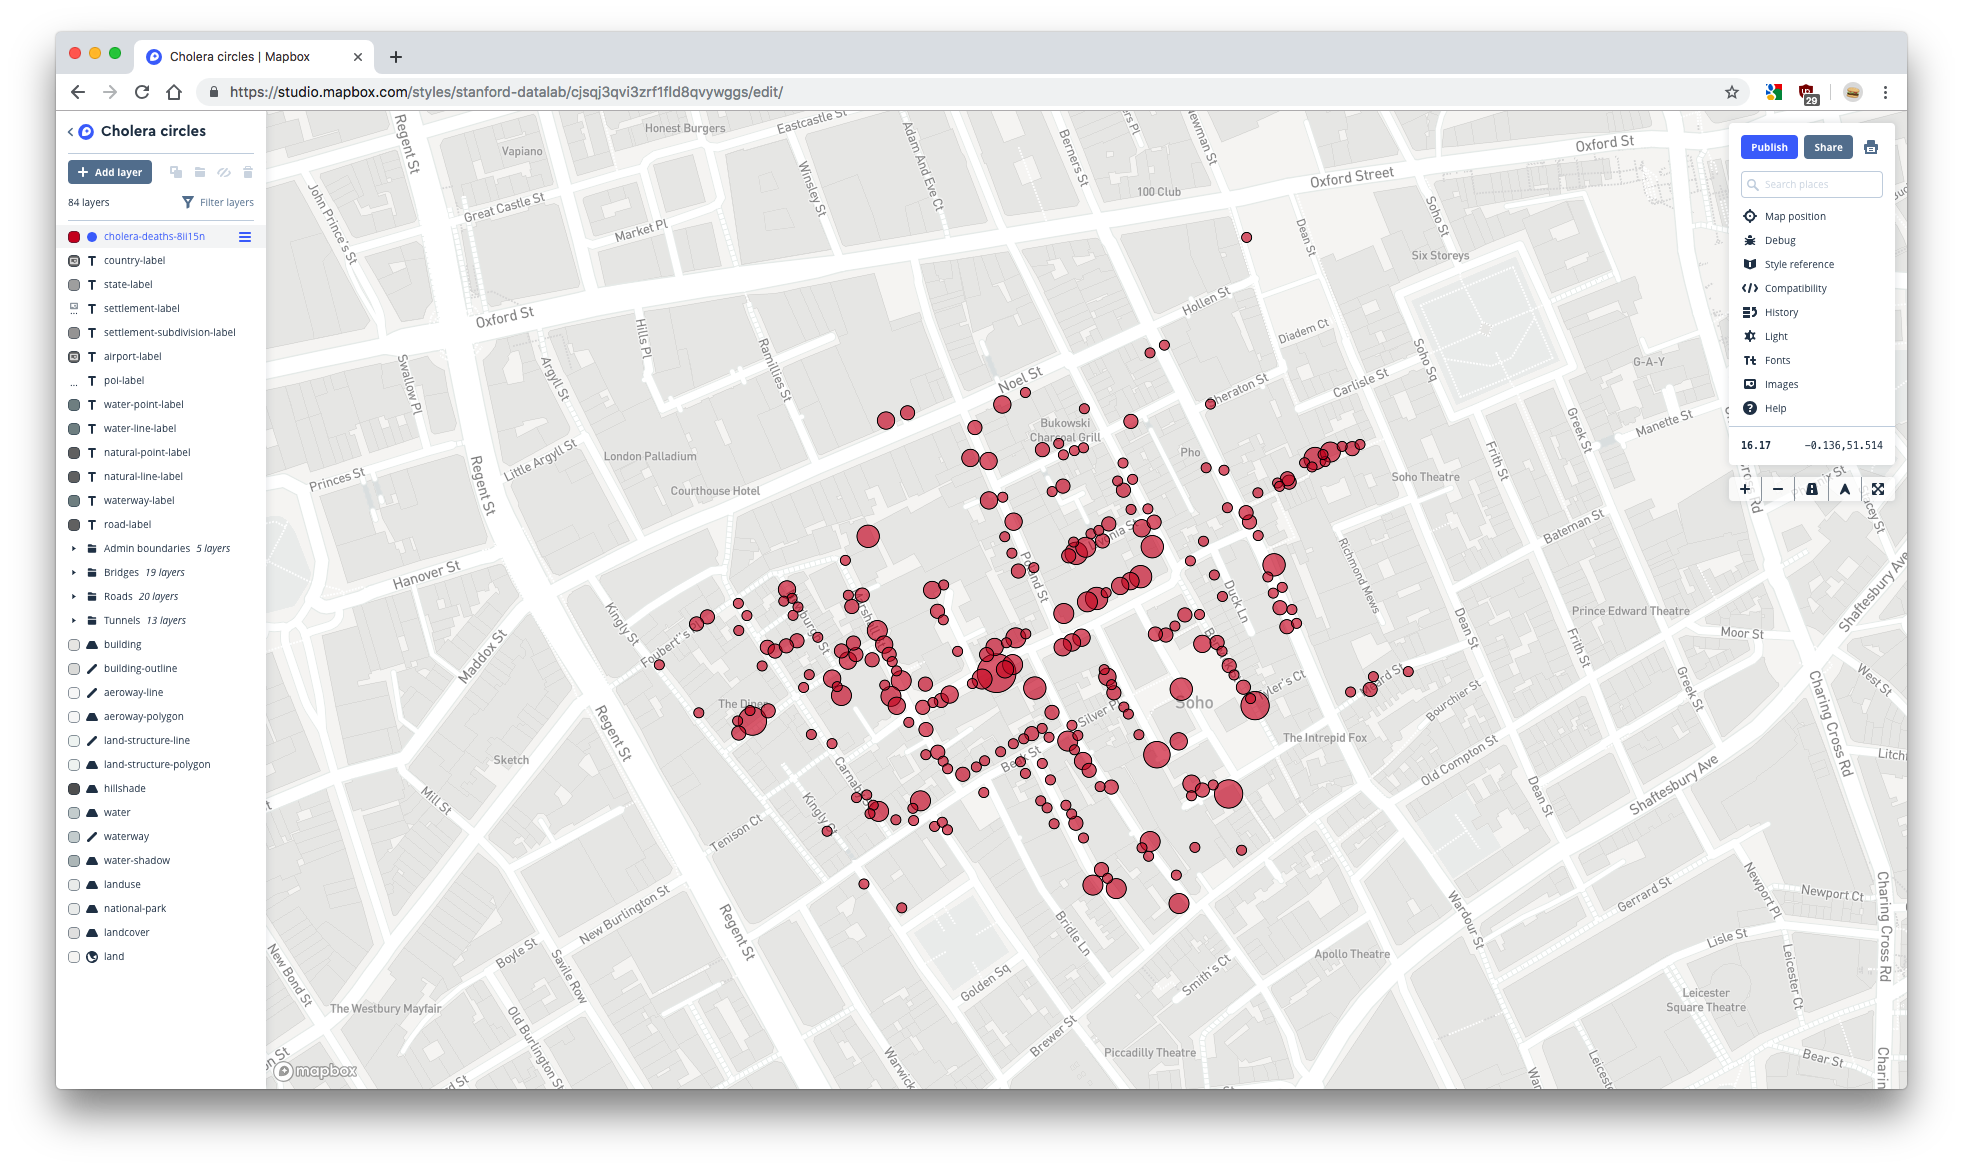 Cholera circles | Mapbox
https://studio.mapbox.com/styles/stanford-datalab/cjsqj3qvi3zrf1fld8qvywggs/edit/
29
Cholera circles
Add layer
84 layers
Filter layers
cholera-deaths-8ii15n
country-label
state-label
settlement-label
settlement-subdivision-label
airport-label
poi-label
water-point-label
water-line-label
natural-point-label
natural-line-label
waterway-label
road-label
Admin boundaries 5 layers
Bridges 19 layers
Roads 20 layers
Tunnels 13 layers
building
building-outline
aeroway-line
aeroway-polygon
land-structure-line
land-structure-polygon
hillshade
water
waterway
water-shadow
landuse
national-park
landcover
land
Publish
Share
Search places
Map position
Debug
Style reference
Compatibility
History
Light
Fonts
Images
Help
16.17
-0.136,51.514
Regent St
Honest Burgers
Eastcastle St
Vapiano
Adam And Eve Ct
Berners St
Newman St
Oxford St
Winsley St
100 Club
Oxford Street
John Prince's St
Great Castle St
Market Pl
Soho St
Dean St
Six Storeys
Hollen St
Oxford St
Hills Pl
Diadem Ct
Ramillies St
Argyll St
Swallow Pl
Soho Sq
G-A-Y
Noel St
Carlisle St
Sheraton St
Greek St
Manette St
Bukowski
Charcoal Grill
Little Argyll St
London Palladium
Pho
Frith St
Princes St
Regent St
Courthouse Hotel
Soho Theatre
Bateman St
Hanover St
Richmond Mews
Duck Ln
Kingly St
Prince Edward Theatre
Shaftesbury Ave
Dean St
Frith St
Moor St
Maddox St
West St
Greek St
Bourchier St
The Diner
Soho
Silver Pl
Charing Cross Rd
Regent St
The Intrepid Fox
Old Compton St
Sketch
Beak St
Shaftesbury Ave
Dean St
Mill St
Kingly Ct
Tenison Ct
Newport Pl
Newport Ct
Gerrard St
New Burlington St
Regent St
Bridle Ln
Wardour St
Charing Cross Rd
Lisle St
Boyle St
Savile Row
Apollo Theatre
Smith's Ct
New Bond St
Golden Sq
Leicester Ct
Leicester
Square Theatre
The Westbury Mayfair
Old Burlington St
Brewer St
Piccadilly Theatre
Bear St
mapbox